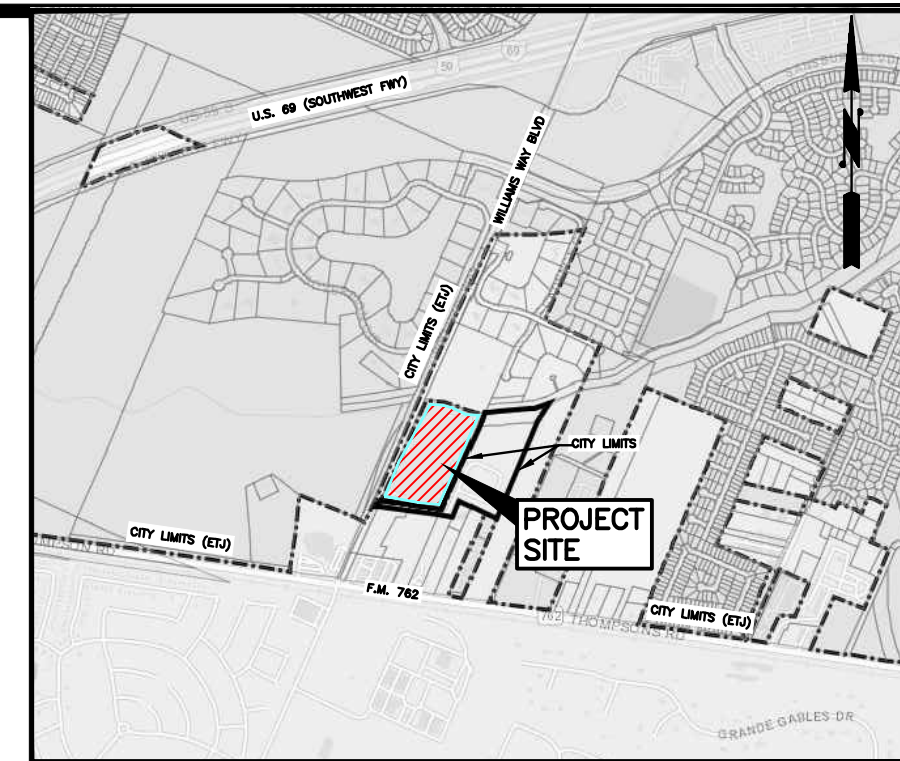 59
69
U.S. 69 (SOUTHWEST FWY)
WILLIAMS WAY BLVD
CITY LIMITS (ETJ)
CITY LIMITS
PROJECT
SITE
CITY LIMITS (ETJ)
F.M. 762
762 THOMPSONS RD
CITY LIMITS (ETJ)
GRANDE GABLES DR